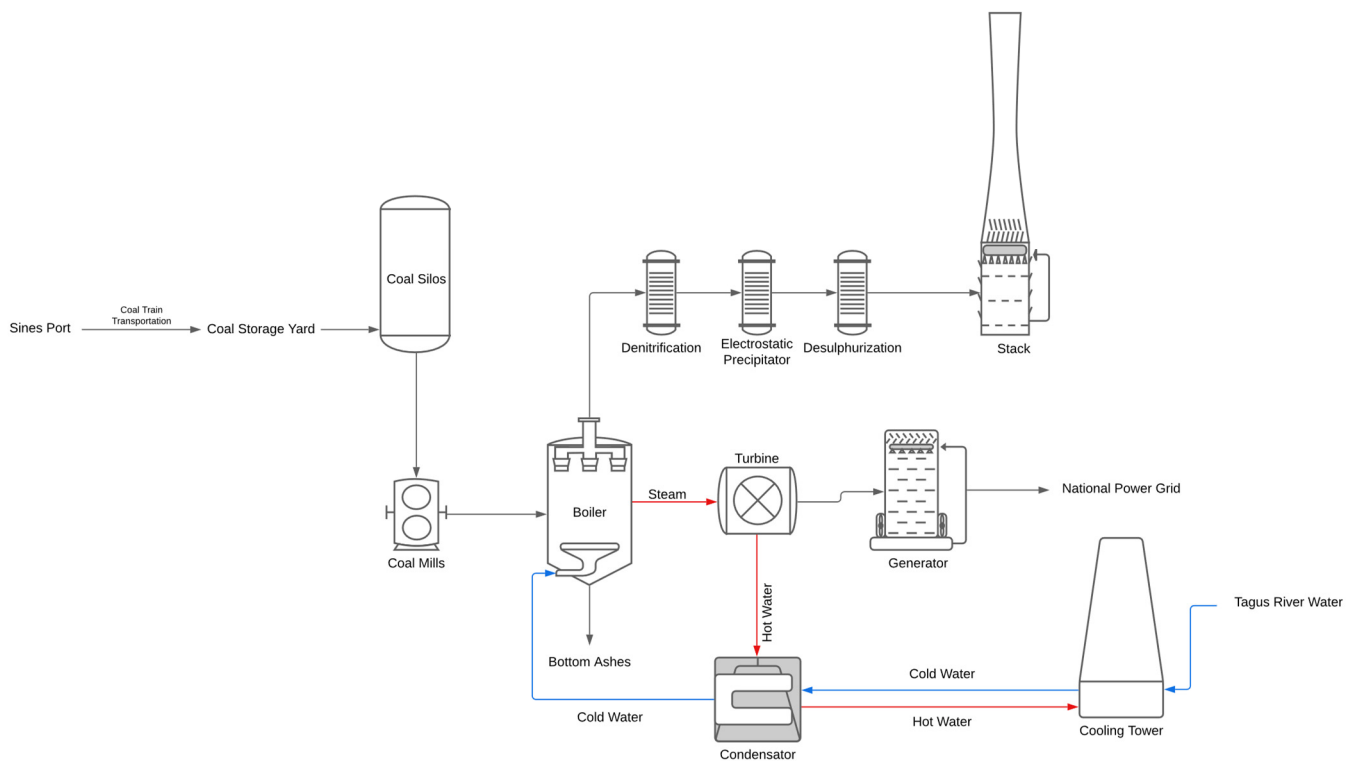 Coal Silos
Coal Train
Transportation
Sines Port
Coal Storage Yard
Denitrification
Electrostatic
Precipitator
Desulphurization
Stack
Turbine
Steam
National Power Grid
Boiler
Coal Mills
Generator
Hot Water
Tagus River Water
Bottom Ashes
Cold Water
Cold Water
Hot Water
Cooling Tower
Condensator